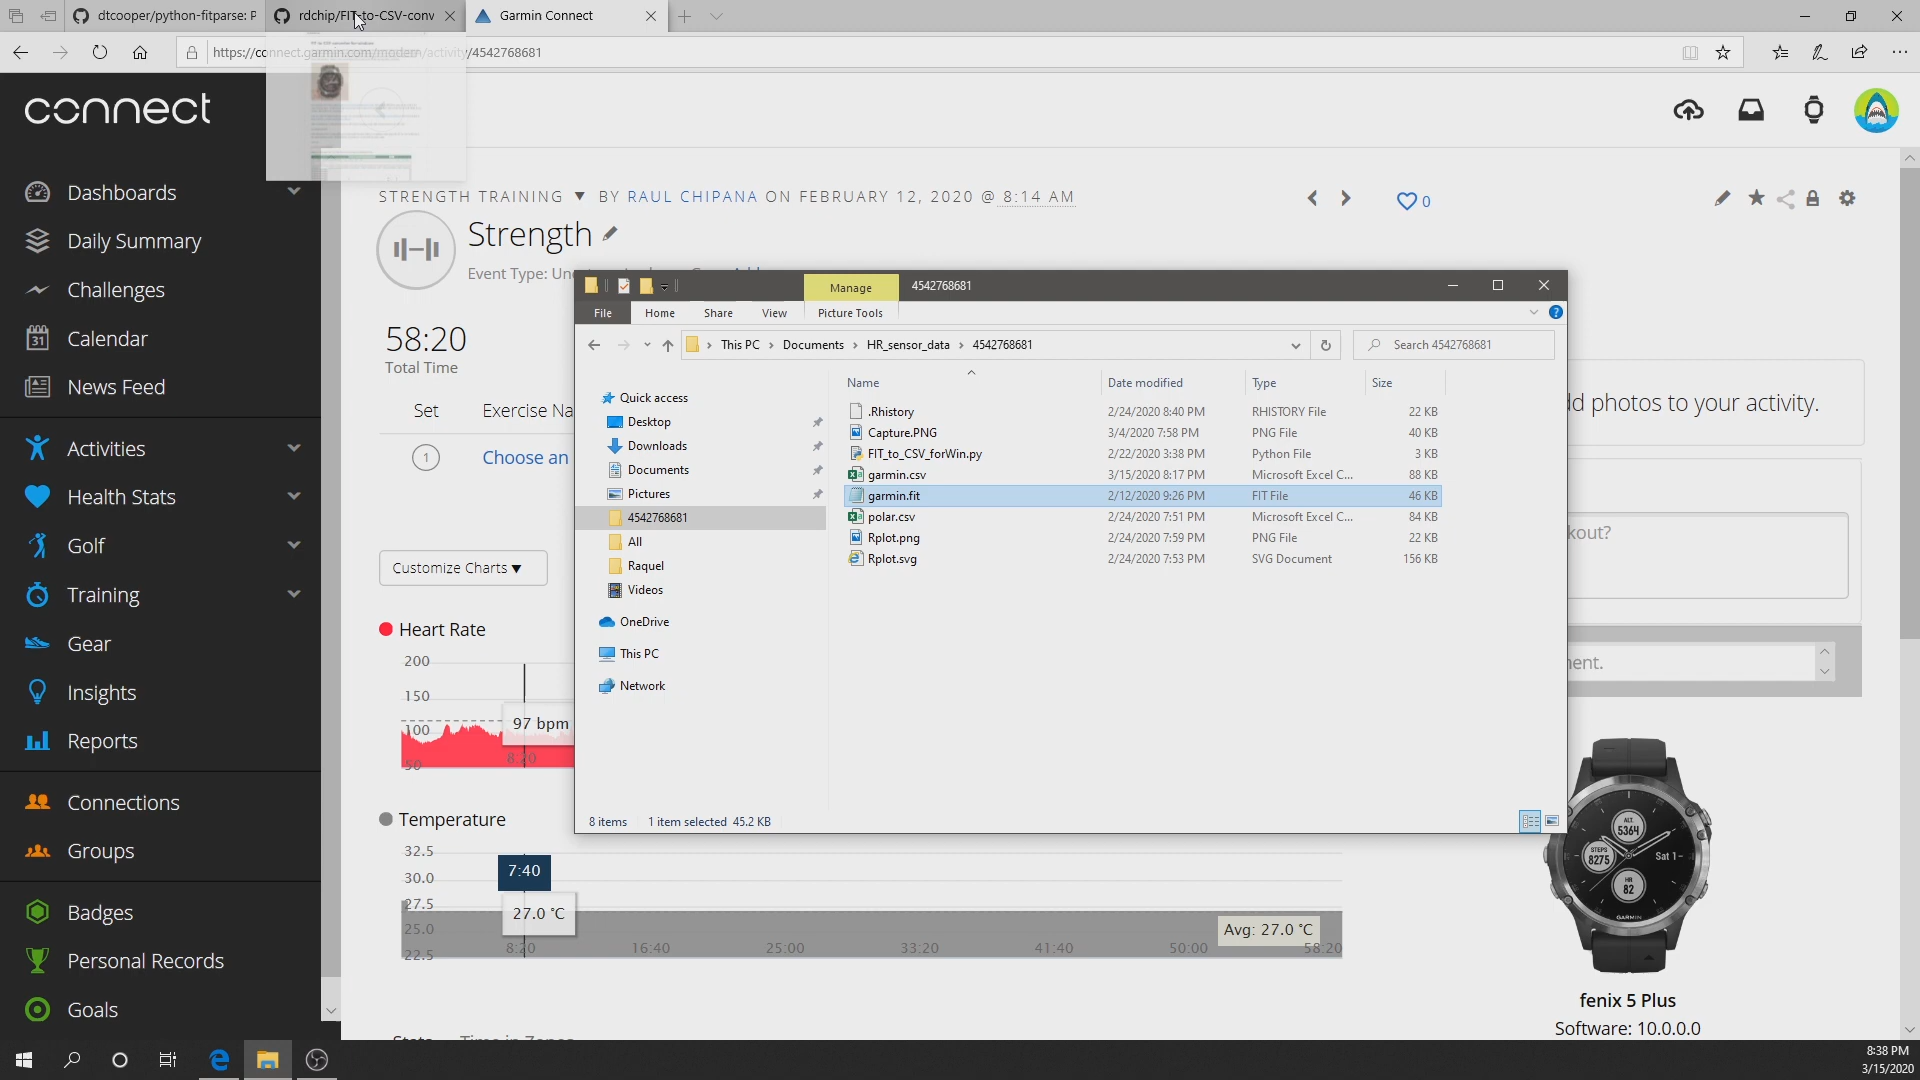 dtcooper/python-fitparse: P
rdchip/FIT-to-CSV-conv
Garmin Connect
https://connect.garmin.com/modern/activity/4542768681
connect
Dashboards
Daily Summary
Challenges
Calendar
News Feed
Activities
Health Stats
Golf
Training
Gear
Insights
Reports
Connections
Groups
Badges
Personal Records
Goals
STRENGTH TRAINING ▼ BY RAUL CHIPANA ON FEBRUARY 12, 2020 @ 8:14 AM
0
Strength
Event Type:
58:20
Total Time
Set
Exercise Na
1
Choose an
Customize Charts ▼
Heart Rate
200
150
100
50
97 bpm
8:20
Temperature
32.5
30.0
27.5
25.0
22.5
7:40
27.0 °C
Avg: 27.0 °C
8:20
16:40
25:00
33:20
41:40
50:00
58:20
Manage
4542768681
File
Home
Share
View
Picture Tools
This PC › Documents › HR_sensor_data › 4542768681
Search 4542768681
Quick access
Desktop
Downloads
Documents
Pictures
4542768681
All
Raquel
Videos
OneDrive
This PC
Network
Name Date modified Type Size
.Rhistory 2/24/2020 8:40 PM RHISTORY File 22 KB
Capture.PNG 3/4/2020 7:58 PM PNG File 40 KB
FIT_to_CSV_forWin.py 2/22/2020 3:38 PM Python File 3 KB
garmin.csv 3/15/2020 8:17 PM Microsoft Excel C... 88 KB
garmin.fit 2/12/2020 9:26 PM FIT File 46 KB
polar.csv 2/24/2020 7:51 PM Microsoft Excel C... 84 KB
Rplot.png 2/24/2020 7:59 PM PNG File 22 KB
Rplot.svg 2/24/2020 7:53 PM SVG Document 156 KB
8 items 1 item selected 45.2 KB
dd photos to your activity.
kout?
ment.
ALT.
5364
STEPS
8275
Sat 1
HR
82
GARMIN
fenix 5 Plus
Software: 10.0.0.0
8:38 PM
3/15/2020